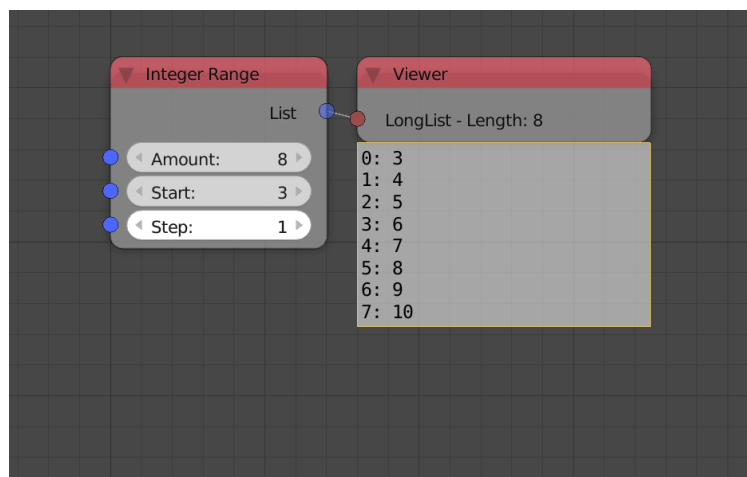 Integer Range
List
Amount: 8
Start: 3
Step: 1
Viewer
LongList - Length: 8
0: 3
1: 4
2: 5
3: 6
4: 7
5: 8
6: 9
7: 10